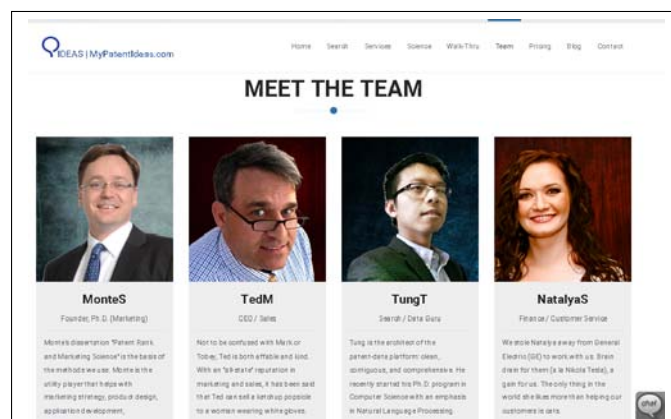 IDEAS | MyPatentIdeas.com
Home Search Services Science Walk-Thru Team Pricing Blog Contact
MEET THE TEAM
MonteS
Founder, Ph.D. (Marketing)
Monte's dissertation "Patent Rank
and Marketing Science" is the basis of
the methods we use. Monte is the
utility player that helps with
marketing strategy, product design,
application development,
TedM
CEO / Sales
Not to be confused with Mark or
Tobey, Ted is both affable and kind.
With an "all-state" reputation in
marketing and sales, it has been said
that Ted can sell a ketchup popsicle
to a woman wearing white gloves.
TungT
Search / Data Guru
Tung is the architect of the
patent-data platform: clean,
contiguous, and comprehensive. He
recently started his Ph.D. program in
Computer Science with an emphasis
in Natural Language Processing.
NatalyaS
Finance / Customer Service
We stole Natalya away from General
Electric (GE) to work with us. Brain
drain for them (a la Nikola Tesla), a
gain for us. The only thing in the
world she likes more than helping our
customers is cars.
chat